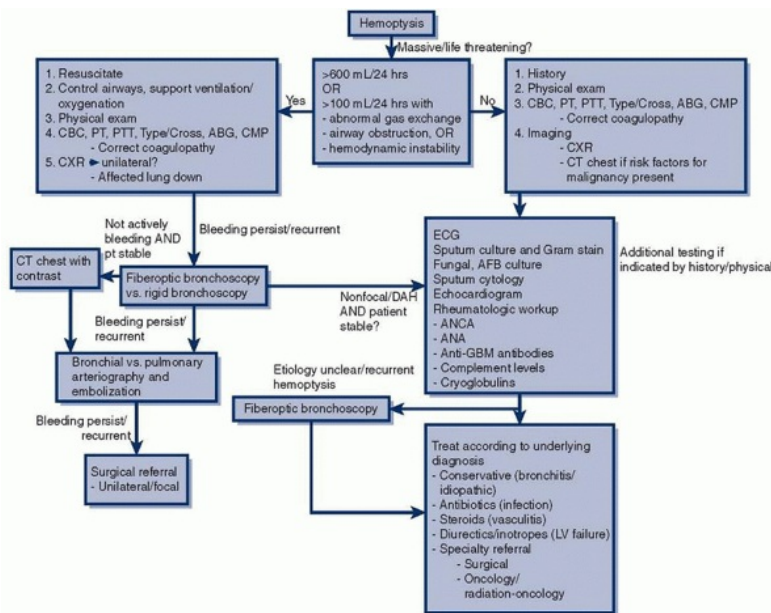 Hemoptysis
Massive/life threatening?
1. Resuscitate
2. Control airways, support ventilation/
oxygenation
3. Physical exam
4. CBC, PT, PTT, Type/Cross, ABG, CMP
- Correct coagulopathy
5. CXR ► unilateral?
- Affected lung down
Yes
>600 mL/24 hrs
OR
>100 mL/24 hrs with
- abnormal gas exchange
- airway obstruction, OR
- hemodynamic instability
No
1. History
2. Physical exam
3. CBC, PT, PTT, Type/Cross, ABG, CMP
- Correct coagulopathy
4. Imaging
- CXR
- CT chest if risk factors for
malignancy present
Not actively
bleeding AND
pt stable
Bleeding persist/recurrent
CT chest with
contrast
Fiberoptic bronchoscopy
vs. rigid bronchoscopy
Nonfocal/DAH
AND patient
stable?
ECG
Sputum culture and Gram stain
Fungal, AFB culture
Sputum cytology
Echocardiogram
Rheumatologic workup
- ANCA
- ANA
- Anti-GBM antibodies
- Complement levels
- Cryoglobulins
Additional testing if
indicated by history/physical
Bleeding persist/
recurrent
Bronchial vs. pulmonary
arteriography and
embolization
Etiology unclear/recurrent
hemoptysis
Fiberoptic bronchoscopy
Bleeding persist/
recurrent
Surgical referral
- Unilateral/focal
Treat according to underlying
diagnosis
- Conservative (bronchitis/
idiopathic)
- Antibiotics (infection)
- Steroids (vasculitis)
- Diurectics/inotropes (LV failure)
- Specialty referral
- Surgical
- Oncology/
radiation-oncology